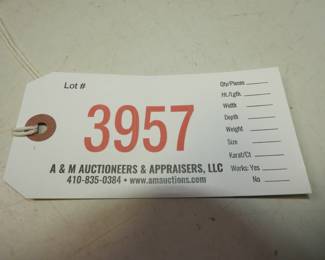 Lot #
3957
A & M AUCTIONEERS & APPRAISERS, LLC
410-835-0384 • www.amauctions.com
Qty/Pieces
Ht./Lgth.
Width
Depth
Weight
Size
Karat/Ct
Works: Yes
No